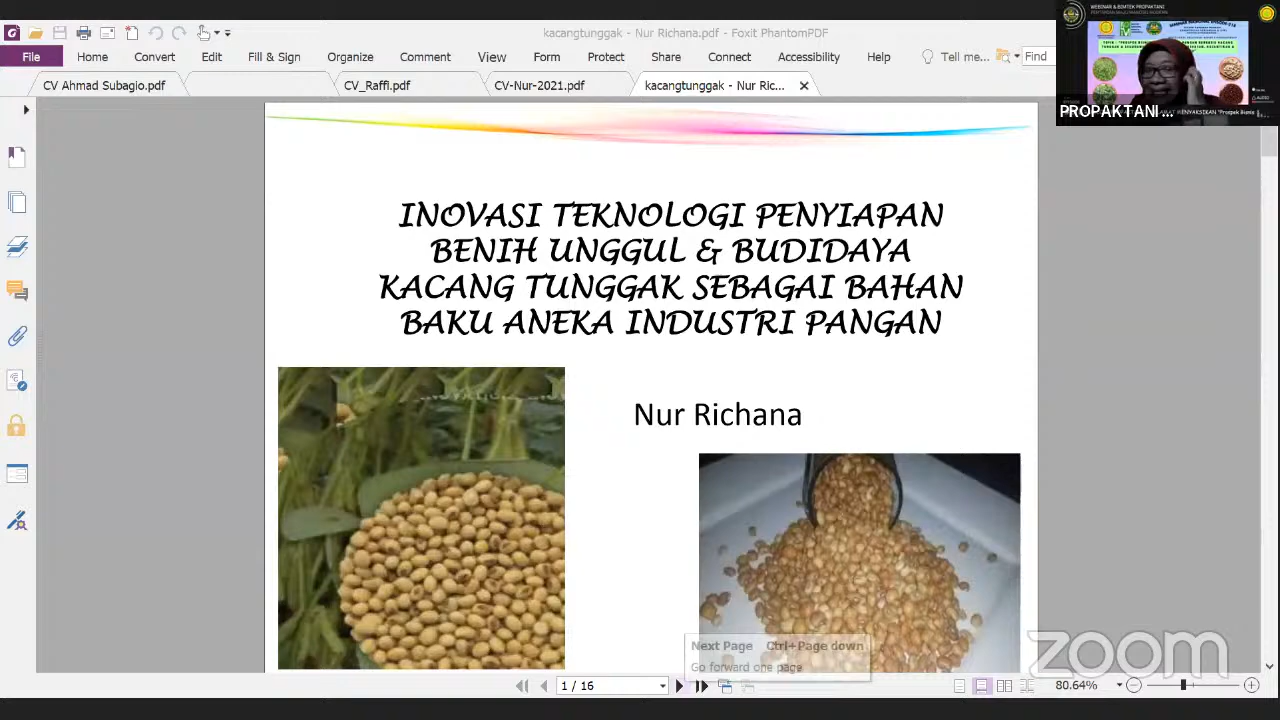 kacangtunggak - Nur Richana.pdf - Foxit PhantomPDF
File Home Convert Edit Fill & Sign Organize Comment View Form Protect Share Connect Accessibility Help Tell me... Find
CV Ahmad Subagio.pdf CV_Raffi.pdf CV-Nur-2021.pdf kacangtunggak - Nur Ric...
WEBINAR & BIMTEK PROPAKTANI
PROPAKTANI ...
INOVASI TEKNOLOGI PENYIAPAN
BENIH UNGGUL & BUDIDAYA
KACANG TUNGGAK SEBAGAI BAHAN
BAKU ANEKA INDUSTRI PANGAN
Nur Richana
Next Page Ctrl+Page down
Go forward one page
zoom
1 / 16
80.64%